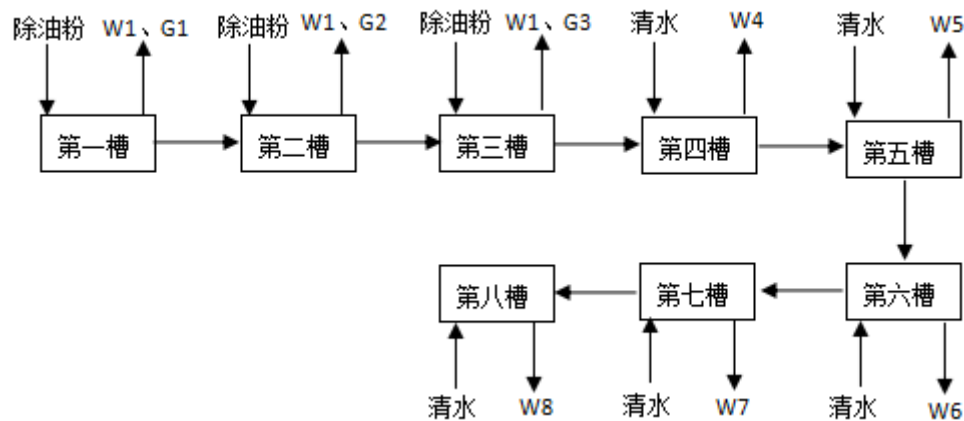 除油粉 W1、G1 除油粉 W1、G2 除油粉 W1、G3 清水 W4 清水 W5
第一槽 第二槽 第三槽 第四槽 第五槽
第八槽 第七槽 第六槽
清水 W8 清水 W7 清水 W6